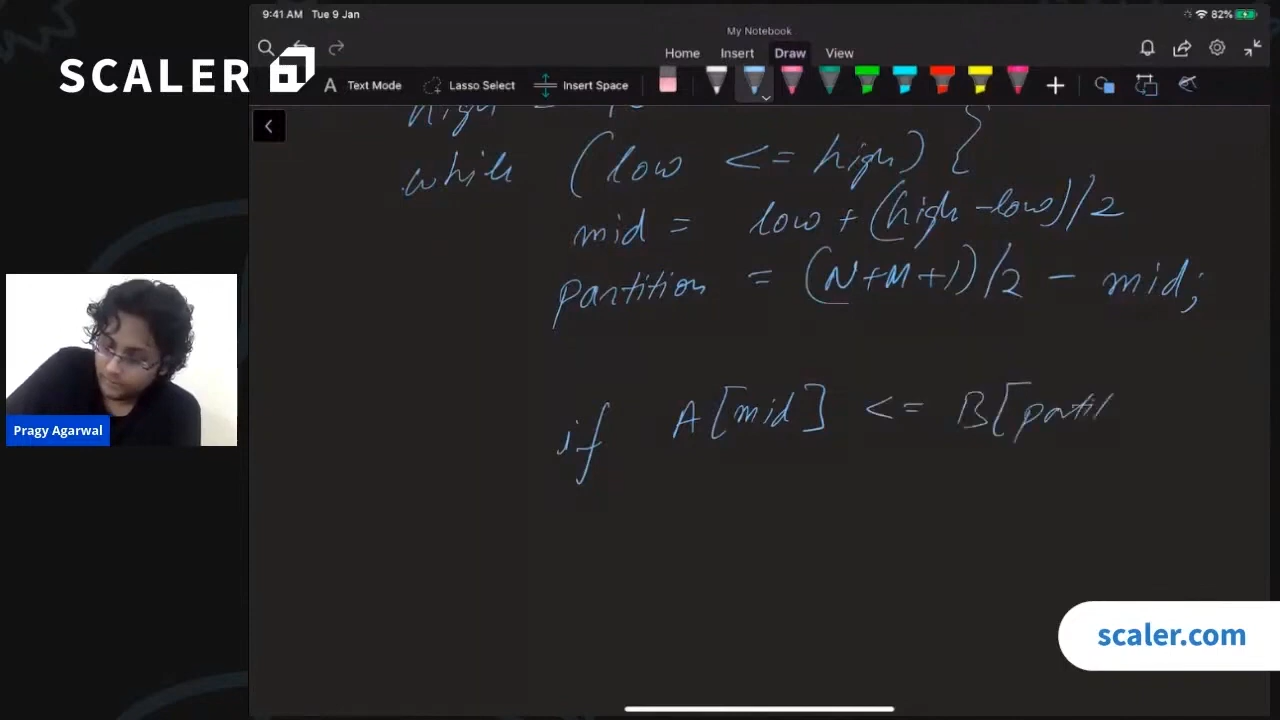 9:41 AM Tue 9 Jan
82%
My Notebook
Home Insert Draw View
SCALER
A Text Mode Lasso Select Insert Space
high =
while (low <= high) {
mid = low + (high - low)/2
partition = (N+M+1)/2 - mid;
if A[mid] <= B[parti
Pragy Agarwal
scaler.com